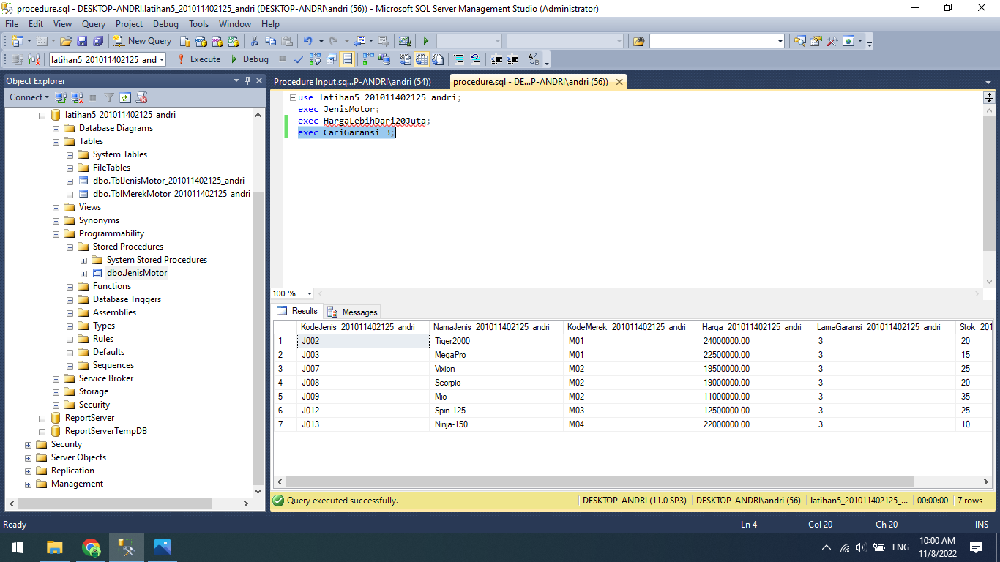 procedure.sql - DESKTOP-ANDRI.latihan5_201011402125_andri (DESKTOP-ANDRI\andri (56)) - Microsoft SQL Server Management Studio (Administrator)
File Edit View Query Project Debug Tools Window Help
New Query
latihan5_201011402125_and Execute Debug
Object Explorer
Connect
latihan5_201011402125_andri
Database Diagrams
Tables
System Tables
FileTables
dbo.TblJenisMotor_201011402125_andri
dbo.TblMerekMotor_201011402125_andri
Views
Synonyms
Programmability
Stored Procedures
System Stored Procedures
dbo.JenisMotor
Functions
Database Triggers
Assemblies
Types
Rules
Defaults
Sequences
Service Broker
Storage
Security
ReportServer
ReportServerTempDB
Security
Server Objects
Replication
Management
Procedure Input.sq...P-ANDRI\andri (54)) procedure.sql - DE...P-ANDRI\andri (56))
use latihan5_201011402125_andri;
exec JenisMotor;
exec HargaLebihDari20Juta;
exec CariGaransi 3;
100 %
Results Messages
KodeJenis_201011402125_andri NamaJenis_201011402125_andri KodeMerek_201011402125_andri Harga_201011402125_andri LamaGaransi_201011402125_andri Stok_201
1 J002 Tiger2000 M01 24000000.00 3 20
2 J003 MegaPro M01 22500000.00 3 15
3 J007 Vixion M02 19500000.00 3 25
4 J008 Scorpio M02 19000000.00 3 20
5 J009 Mio M02 11000000.00 3 35
6 J012 Spin-125 M03 12500000.00 3 25
7 J013 Ninja-150 M04 22000000.00 3 10
Query executed successfully. DESKTOP-ANDRI (11.0 SP3) DESKTOP-ANDRI\andri (56) latihan5_201011402125_... 00:00:00 7 rows
Ready Ln 4 Col 20 Ch 20 INS
ENG 10:00 AM
11/8/2022